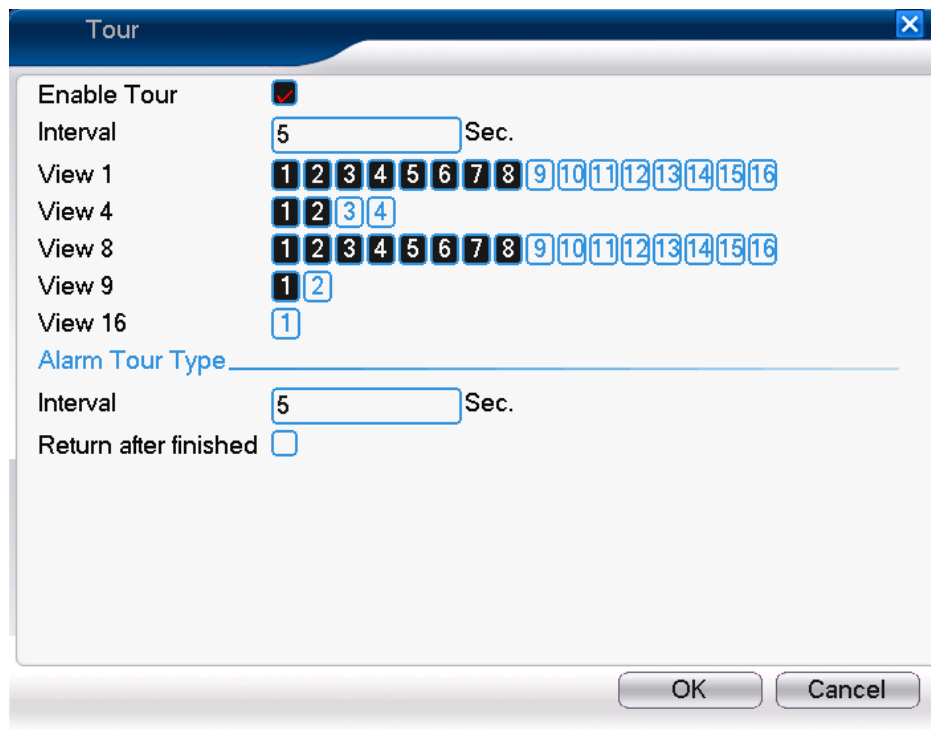 Tour
Enable Tour
Interval 5 Sec.
View 1 1 2 3 4 5 6 7 8 9 10 11 12 13 14 15 16
View 4 1 2 3 4
View 8 1 2 3 4 5 6 7 8 9 10 11 12 13 14 15 16
View 9 1 2
View 16 1
Alarm Tour Type
Interval 5 Sec.
Return after finished
OK Cancel